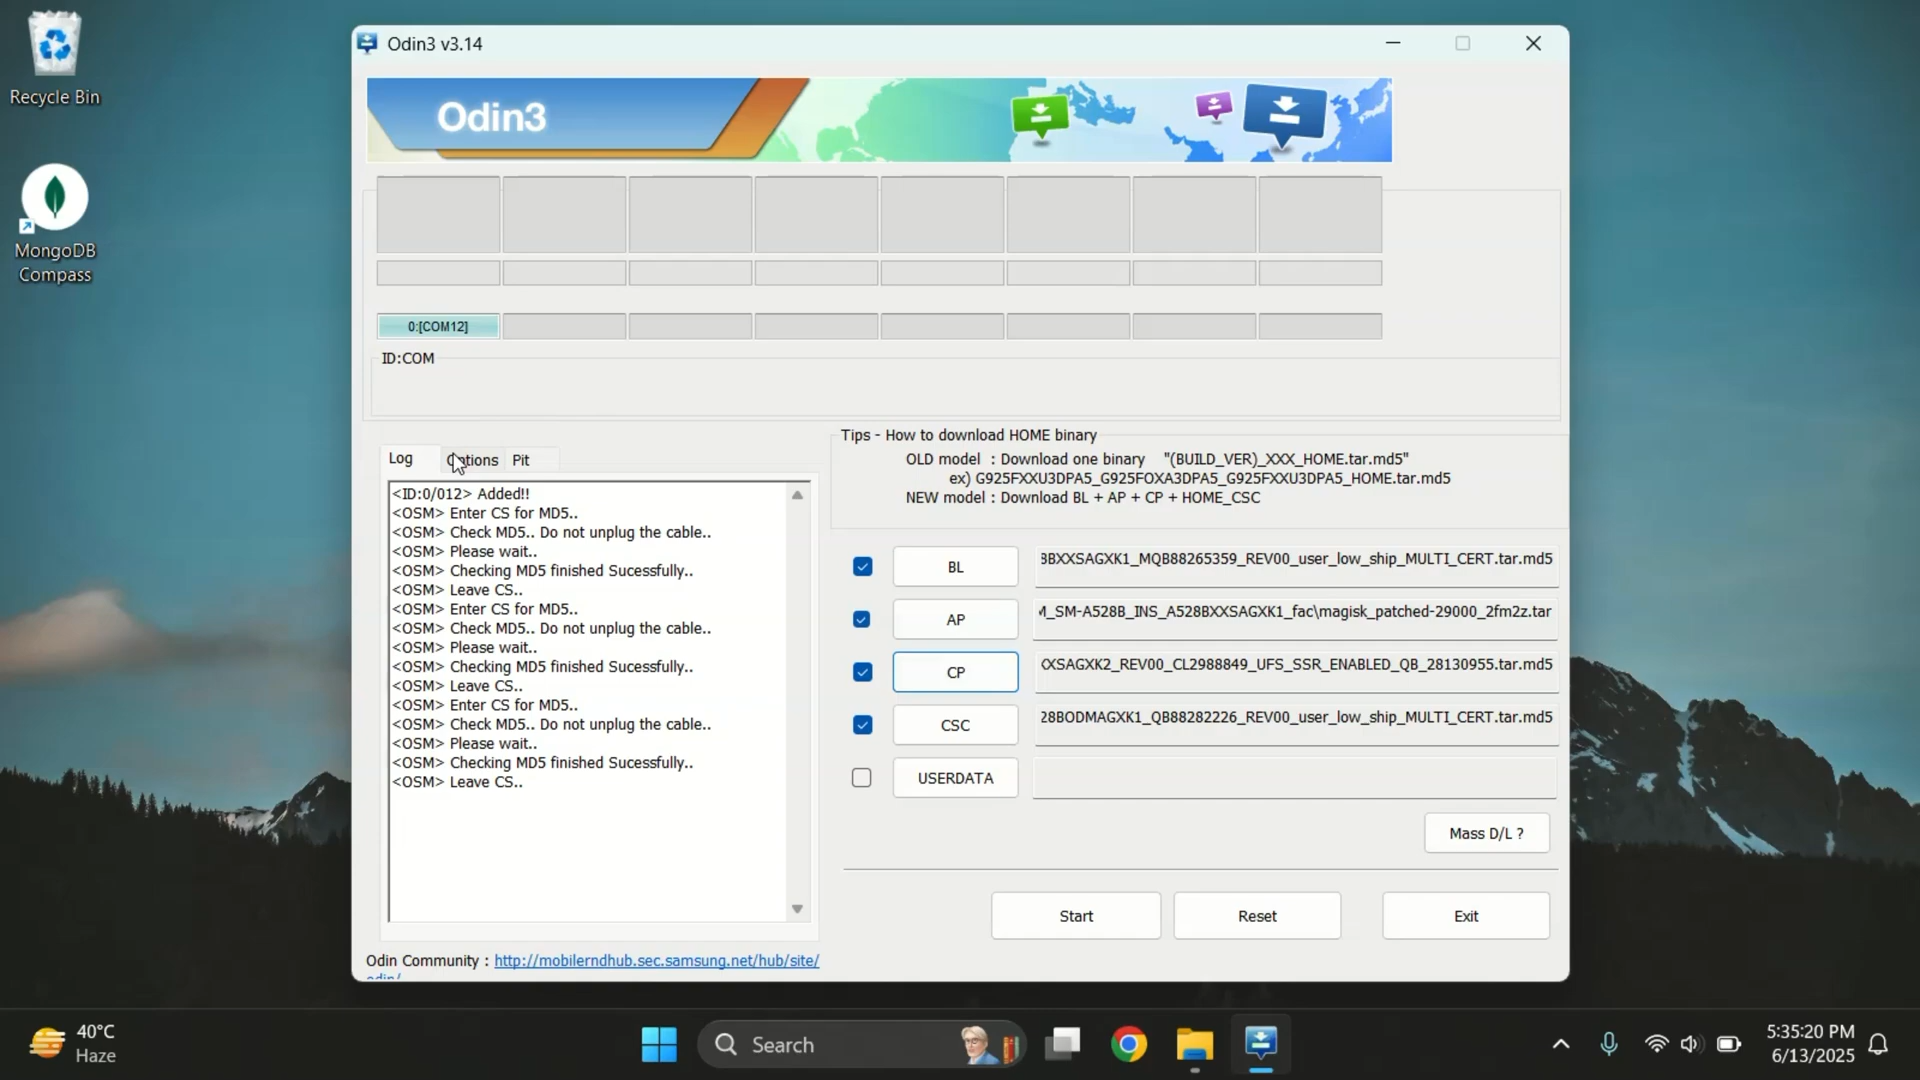 Recycle Bin
MongoDB
Compass
Odin3 v3.14
Odin3
0:[COM12]
ID:COM
Log
Options
Pit
<ID:0/012> Added!!
<OSM> Enter CS for MD5..
<OSM> Check MD5.. Do not unplug the cable..
<OSM> Please wait..
<OSM> Checking MD5 finished Sucessfully..
<OSM> Leave CS..
<OSM> Enter CS for MD5..
<OSM> Check MD5.. Do not unplug the cable..
<OSM> Please wait..
<OSM> Checking MD5 finished Sucessfully..
<OSM> Leave CS..
<OSM> Enter CS for MD5..
<OSM> Check MD5.. Do not unplug the cable..
<OSM> Please wait..
<OSM> Checking MD5 finished Sucessfully..
<OSM> Leave CS..
Odin Community : http://mobilerndhub.sec.samsung.net/hub/site/
odin/
Tips - How to download HOME binary
OLD model : Download one binary "(BUILD_VER)_XXX_HOME.tar.md5"
ex) G925FXXU3DPA5_G925FOXA3DPA5_G925FXXU3DPA5_HOME.tar.md5
NEW model : Download BL + AP + CP + HOME_CSC
BL
BBXXSAGXK1_MQB88265359_REV00_user_low_ship_MULTI_CERT.tar.md5
AP
M_SM-A528B_INS_A528BXXSAGXK1_fac\magisk_patched-29000_2fm2z.tar
CP
XSAGXK2_REV00_CL2988849_UFS_SSR_ENABLED_QB_28130955.tar.md5
CSC
28BODMAGXK1_QB88282226_REV00_user_low_ship_MULTI_CERT.tar.md5
USERDATA
Mass D/L ?
Start
Reset
Exit
40°C
Haze
Search
5:35:20 PM
6/13/2025